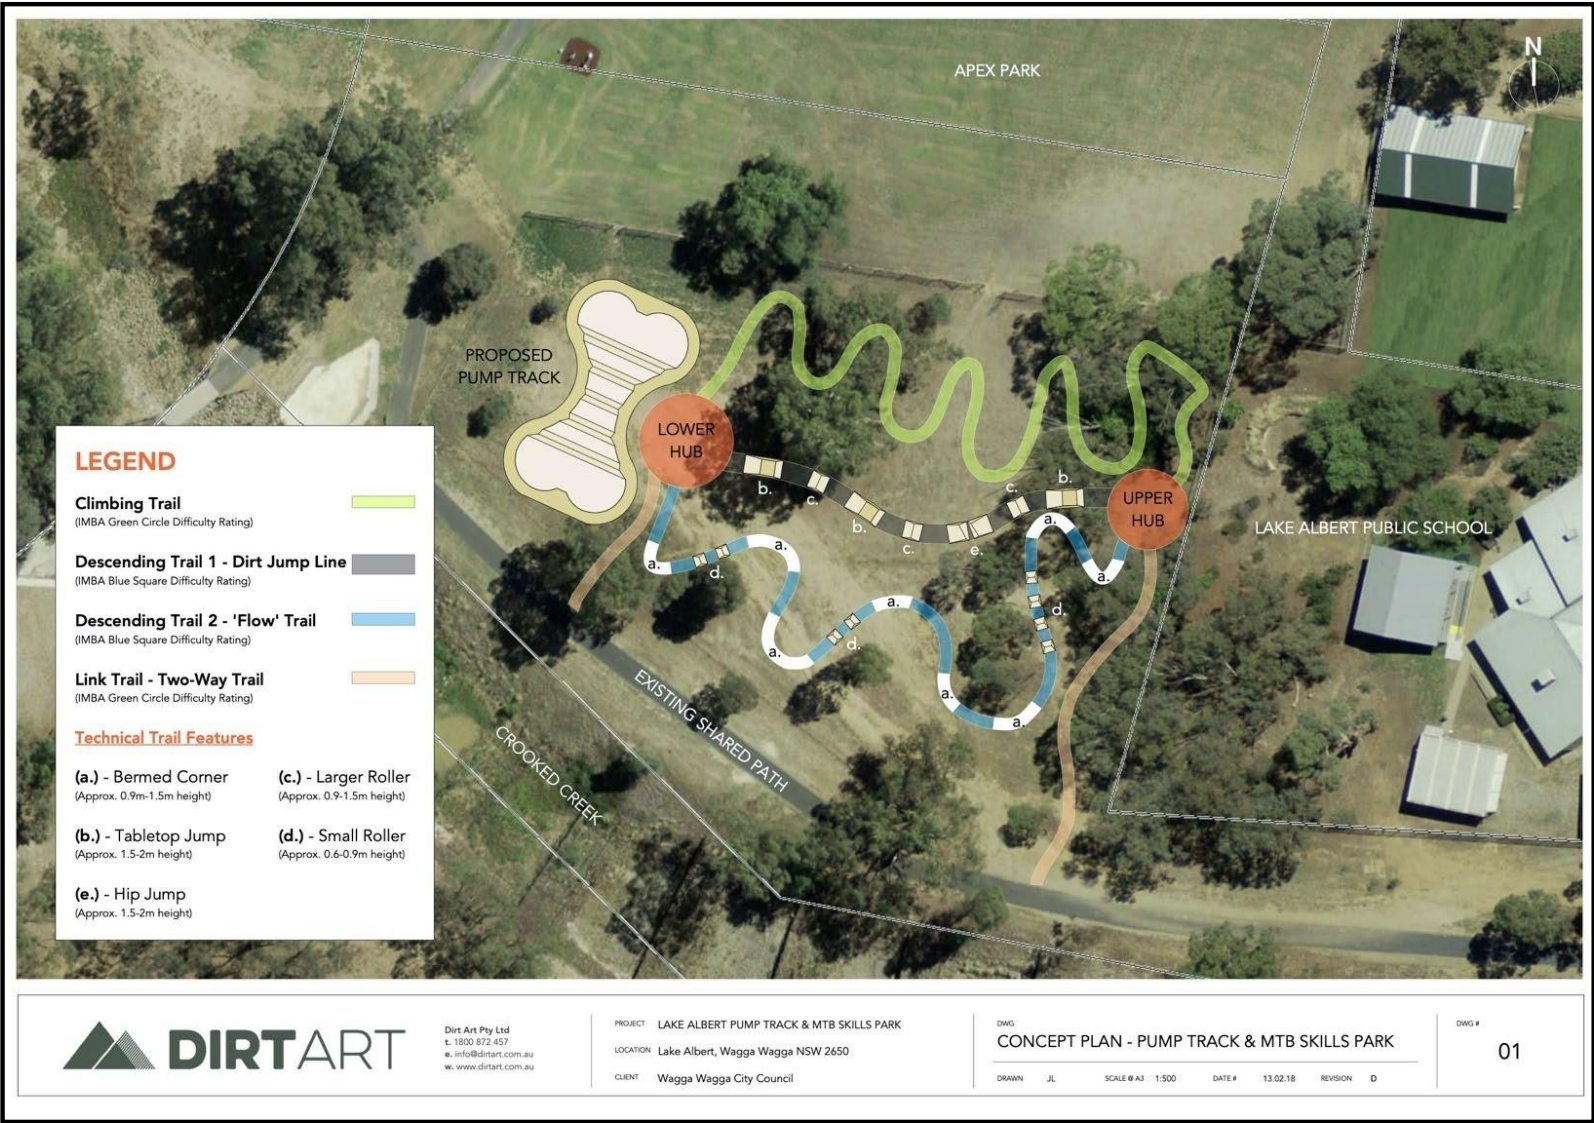 APEX PARK
N
PROPOSED
PUMP TRACK
LOWER
HUB
UPPER
HUB
LAKE ALBERT PUBLIC SCHOOL
b.
c.
b.
c.
e.
c.
b.
a.
a.
d.
a.
d.
a.
a.
d.
a.
a.
a.
EXISTING SHARED PATH
CROOKED CREEK
LEGEND
Climbing Trail
(IMBA Green Circle Difficulty Rating)
Descending Trail 1 - Dirt Jump Line
(IMBA Blue Square Difficulty Rating)
Descending Trail 2 - 'Flow' Trail
(IMBA Blue Square Difficulty Rating)
Link Trail - Two-Way Trail
(IMBA Green Circle Difficulty Rating)
Technical Trail Features
(a.) - Bermed Corner
(Approx. 0.9m-1.5m height)
(c.) - Larger Roller
(Approx. 0.9-1.5m height)
(b.) - Tabletop Jump
(Approx. 1.5-2m height)
(d.) - Small Roller
(Approx. 0.6-0.9m height)
(e.) - Hip Jump
(Approx. 1.5-2m height)
DIRTART
Dirt Art Pty Ltd
t. 1800 872 457
e. info@dirtart.com.au
w. www.dirtart.com.au
PROJECT LAKE ALBERT PUMP TRACK & MTB SKILLS PARK
LOCATION Lake Albert, Wagga Wagga NSW 2650
CLIENT Wagga Wagga City Council
DWG
CONCEPT PLAN - PUMP TRACK & MTB SKILLS PARK
DRAWN JL SCALE @ A3 1:500 DATE # 13.02.18 REVISION D
DWG #
01